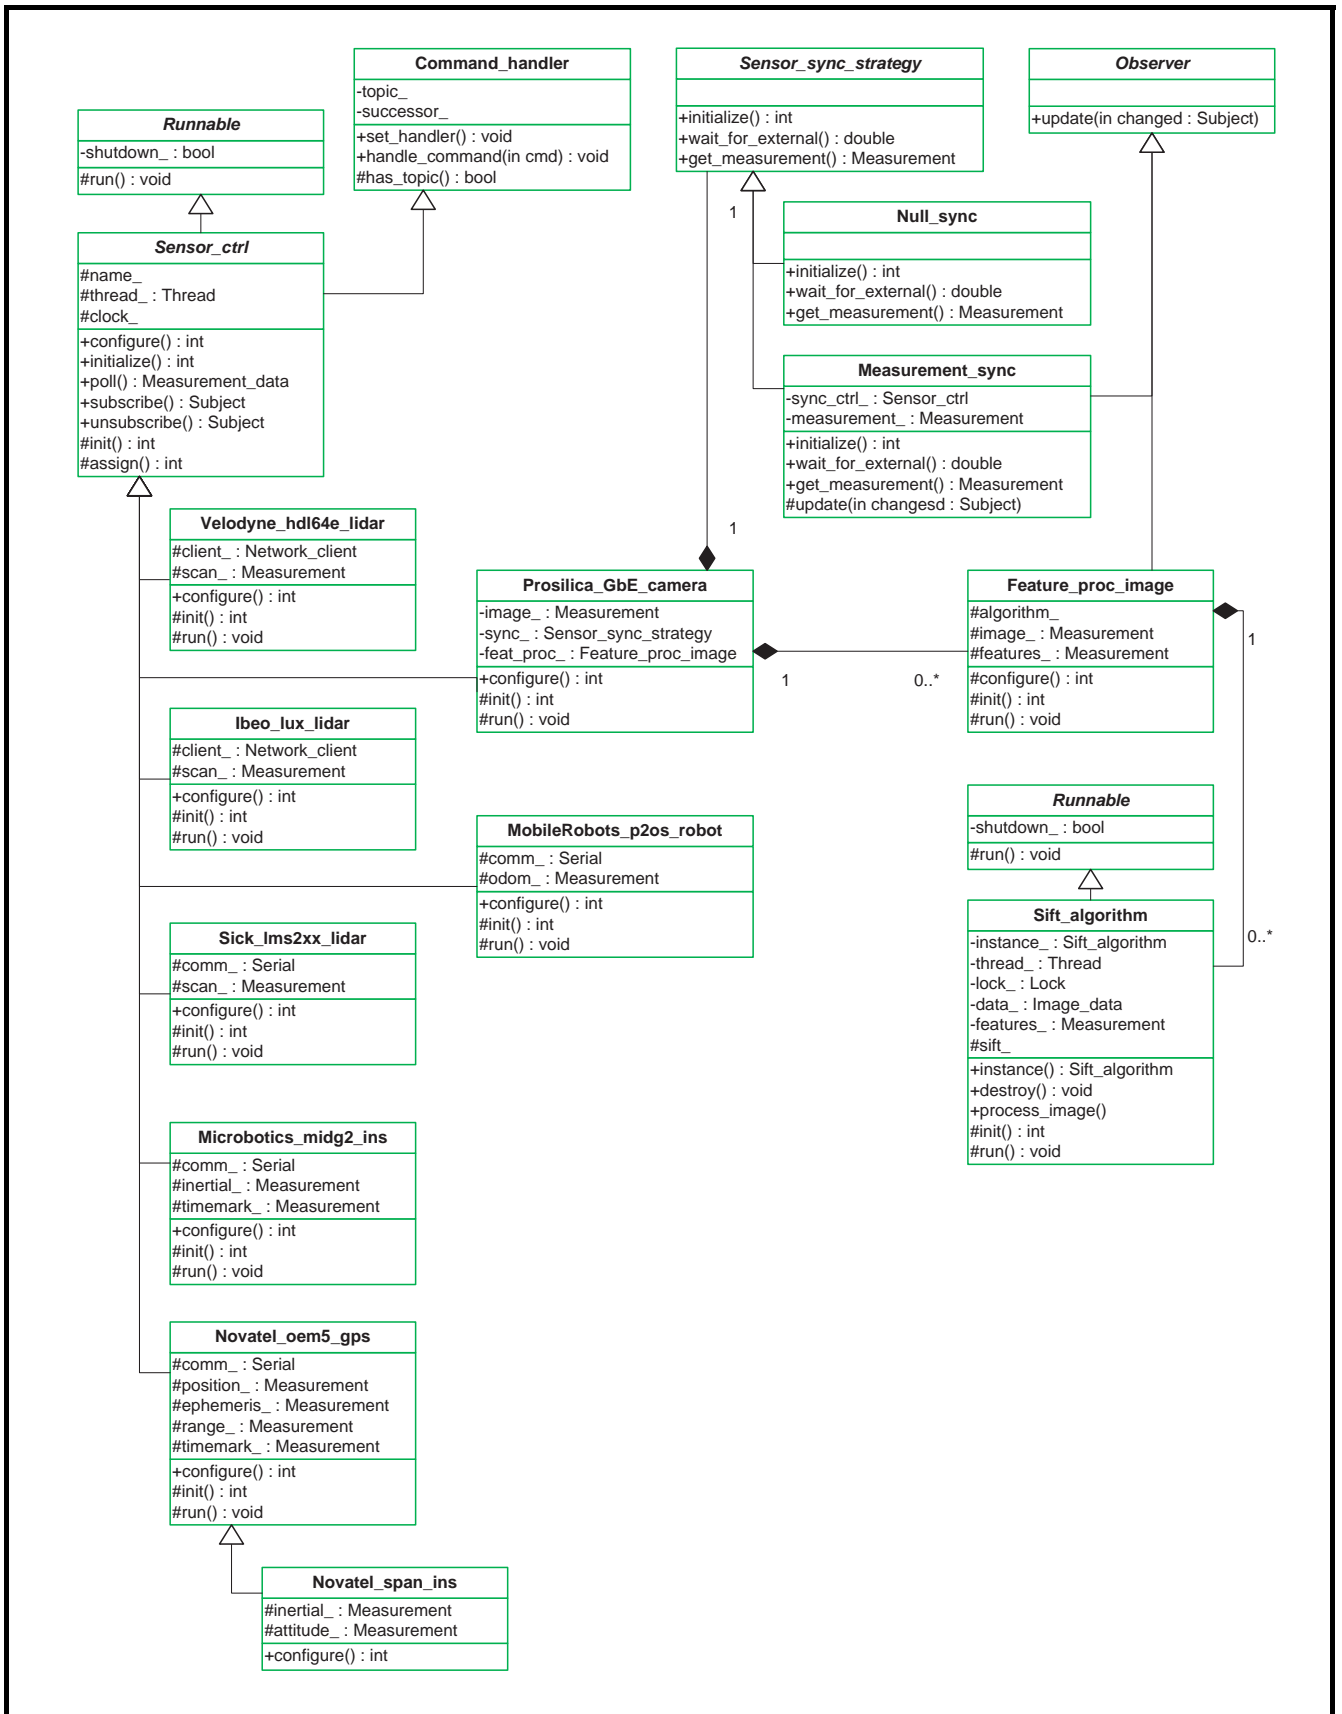 Runnable
-shutdown_ : bool
#run() : void
Command_handler
-topic_
-successor_
+set_handler() : void
+handle_command(in cmd) : void
#has_topic() : bool
Sensor_sync_strategy
+initialize() : int
+wait_for_external() : double
+get_measurement() : Measurement
Observer
+update(in changed : Subject)
Sensor_ctrl
#name_
#thread_ : Thread
#clock_
+configure() : int
+initialize() : int
+poll() : Measurement_data
+subscribe() : Subject
+unsubscribe() : Subject
#init() : int
#assign() : int
1
Null_sync
+initialize() : int
+wait_for_external() : double
+get_measurement() : Measurement
Measurement_sync
-sync_ctrl_ : Sensor_ctrl
-measurement_ : Measurement
+initialize() : int
+wait_for_external() : double
+get_measurement() : Measurement
#update(in changesd : Subject)
1
Velodyne_hdl64e_lidar
#client_ : Network_client
#scan_ : Measurement
+configure() : int
#init() : int
#run() : void
Prosilica_GbE_camera
-image_ : Measurement
-sync_ : Sensor_sync_strategy
-feat_proc_ : Feature_proc_image
+configure() : int
#init() : int
#run() : void
1
0..*
Feature_proc_image
#algorithm_
#image_ : Measurement
#features_ : Measurement
#configure() : int
#init() : int
#run() : void
1
Ibeo_lux_lidar
#client_ : Network_client
#scan_ : Measurement
+configure() : int
#init() : int
#run() : void
MobileRobots_p2os_robot
#comm_ : Serial
#odom_ : Measurement
+configure() : int
#init() : int
#run() : void
Runnable
-shutdown_ : bool
#run() : void
Sift_algorithm
-instance_ : Sift_algorithm
-thread_ : Thread
-lock_ : Lock
-data_ : Image_data
-features_ : Measurement
#sift_
+instance() : Sift_algorithm
+destroy() : void
+process_image()
#init() : int
#run() : void
0..*
Sick_lms2xx_lidar
#comm_ : Serial
#scan_ : Measurement
+configure() : int
#init() : int
#run() : void
Microbotics_midg2_ins
#comm_ : Serial
#inertial_ : Measurement
#timemark_ : Measurement
+configure() : int
#init() : int
#run() : void
Novatel_oem5_gps
#comm_ : Serial
#position_ : Measurement
#ephemeris_ : Measurement
#range_ : Measurement
#timemark_ : Measurement
+configure() : int
#init() : int
#run() : void
Novatel_span_ins
#inertial_ : Measurement
#attitude_ : Measurement
+configure() : int